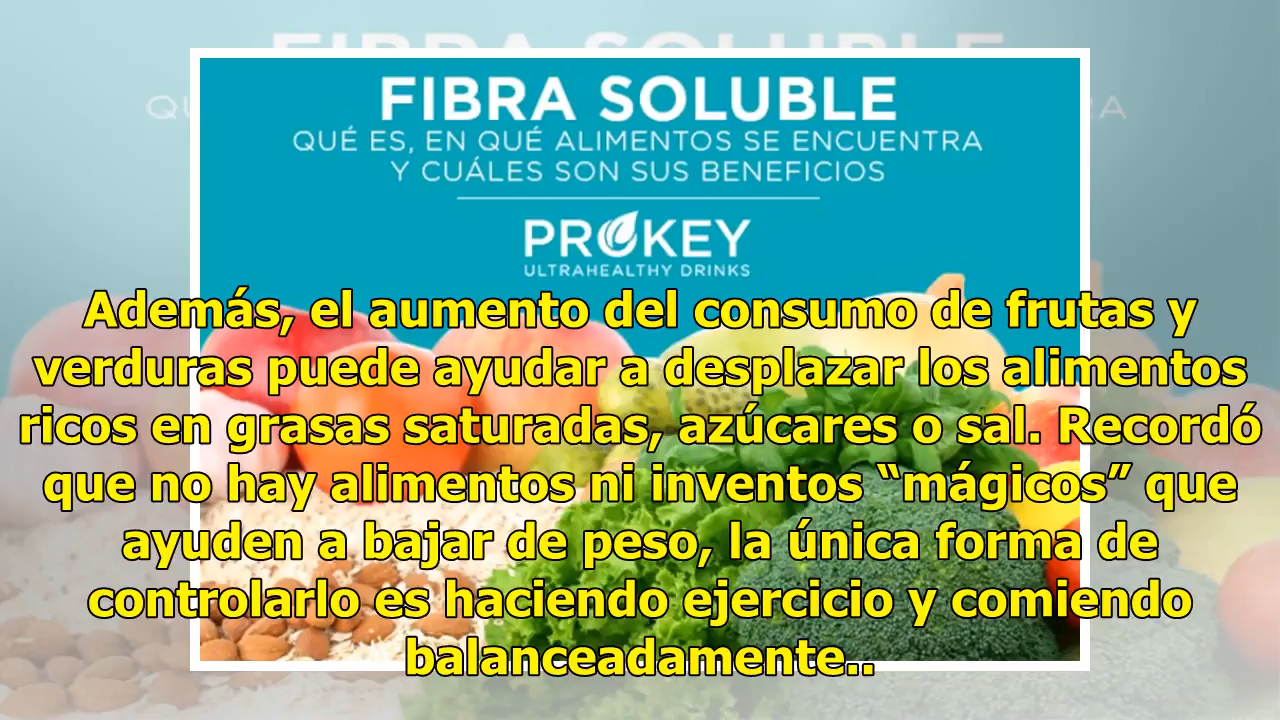 FIBRA SOLUBLE
QUÉ ES, EN QUÉ ALIMENTOS SE ENCUENTRA
Y CUÁLES SON SUS BENEFICIOS
PROKEY
ULTRAHEALTHY DRINKS
Además, el aumento del consumo de frutas y
verduras puede ayudar a desplazar los alimentos
ricos en grasas saturadas, azúcares o sal. Recordó
que no hay alimentos ni inventos “mágicos” que
ayuden a bajar de peso, la única forma de
controlarlo es haciendo ejercicio y comiendo
balanceadamente..